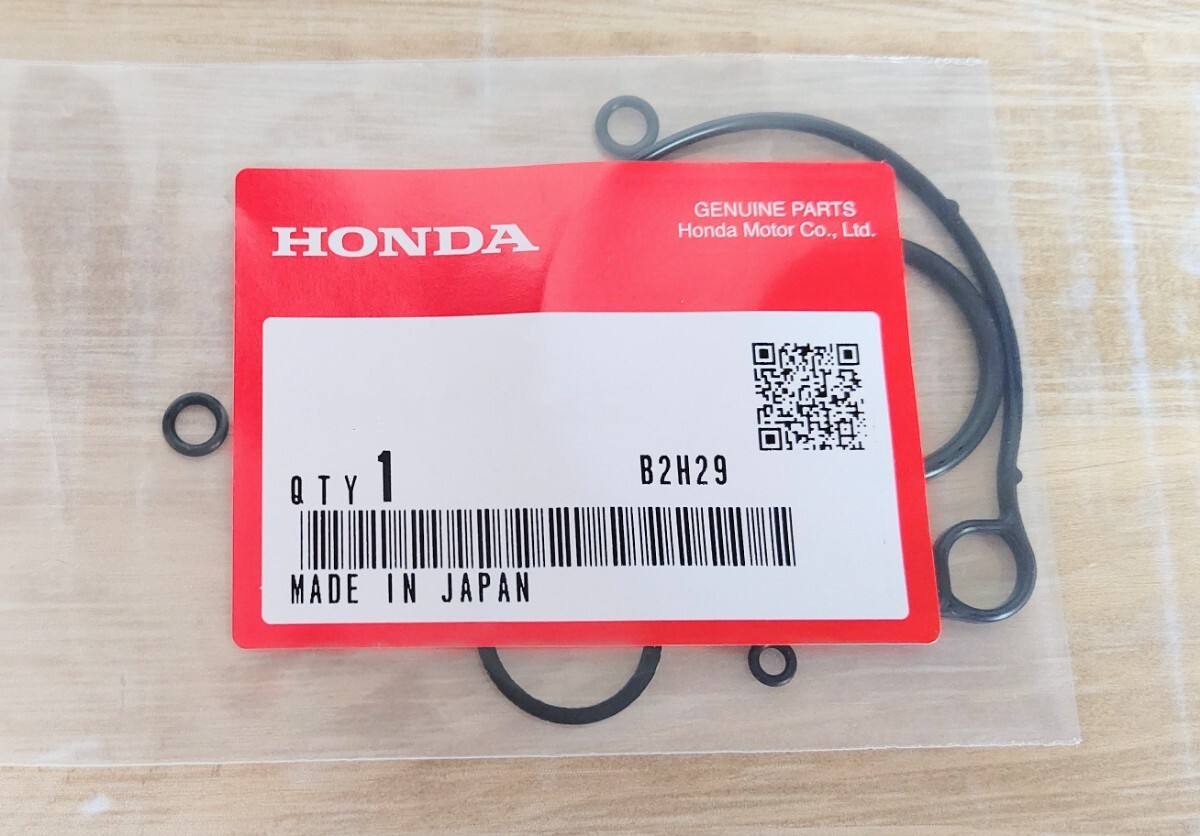 HONDA
GENUINE PARTS
Honda Motor Co., Ltd.
QTY 1
B2H29
MADE IN JAPAN